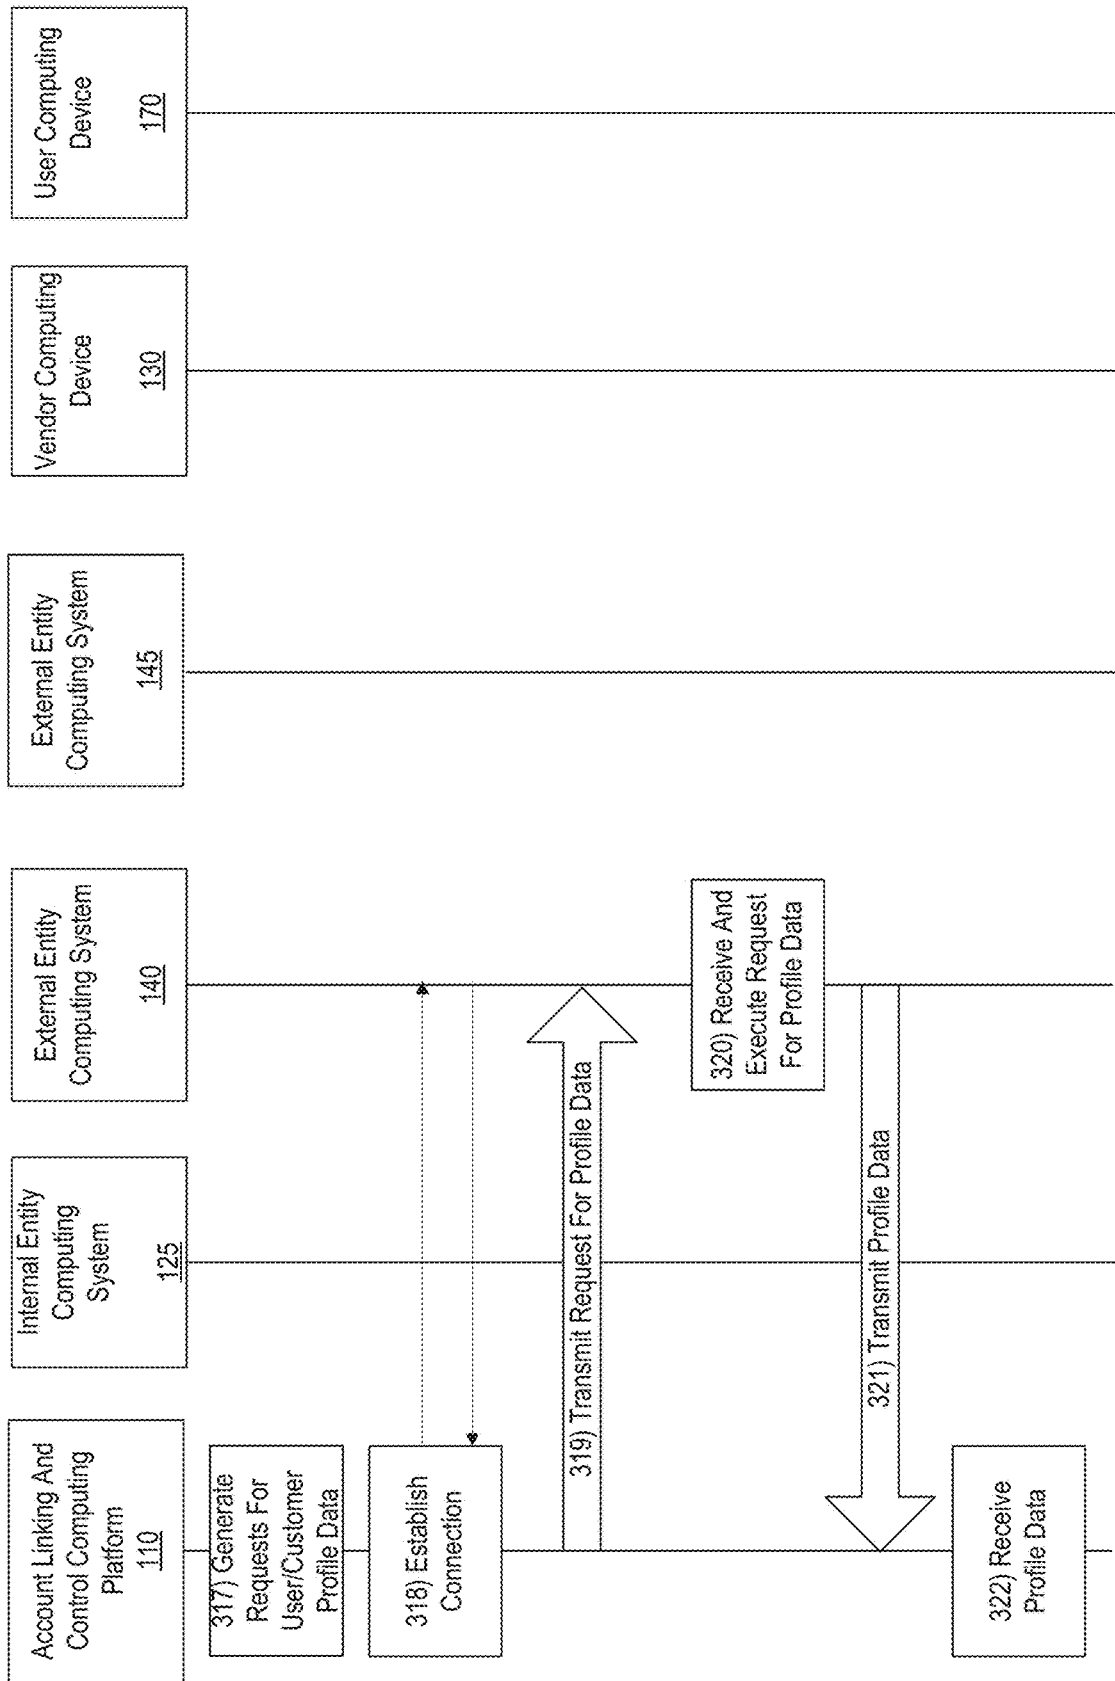 Account Linking And
Control Computing
Platform
110
Internal Entity
Computing
System
125
External Entity
Computing System
140
External Entity
Computing System
145
Vendor Computing
Device
130
User Computing
Device
170
317) Generate
Requests For
User/Customer
Profile Data
318) Establish
Connection
319) Transmit Request For Profile Data
320) Receive And
Execute Request
For Profile Data
321) Transmit Profile Data
322) Receive
Profile Data